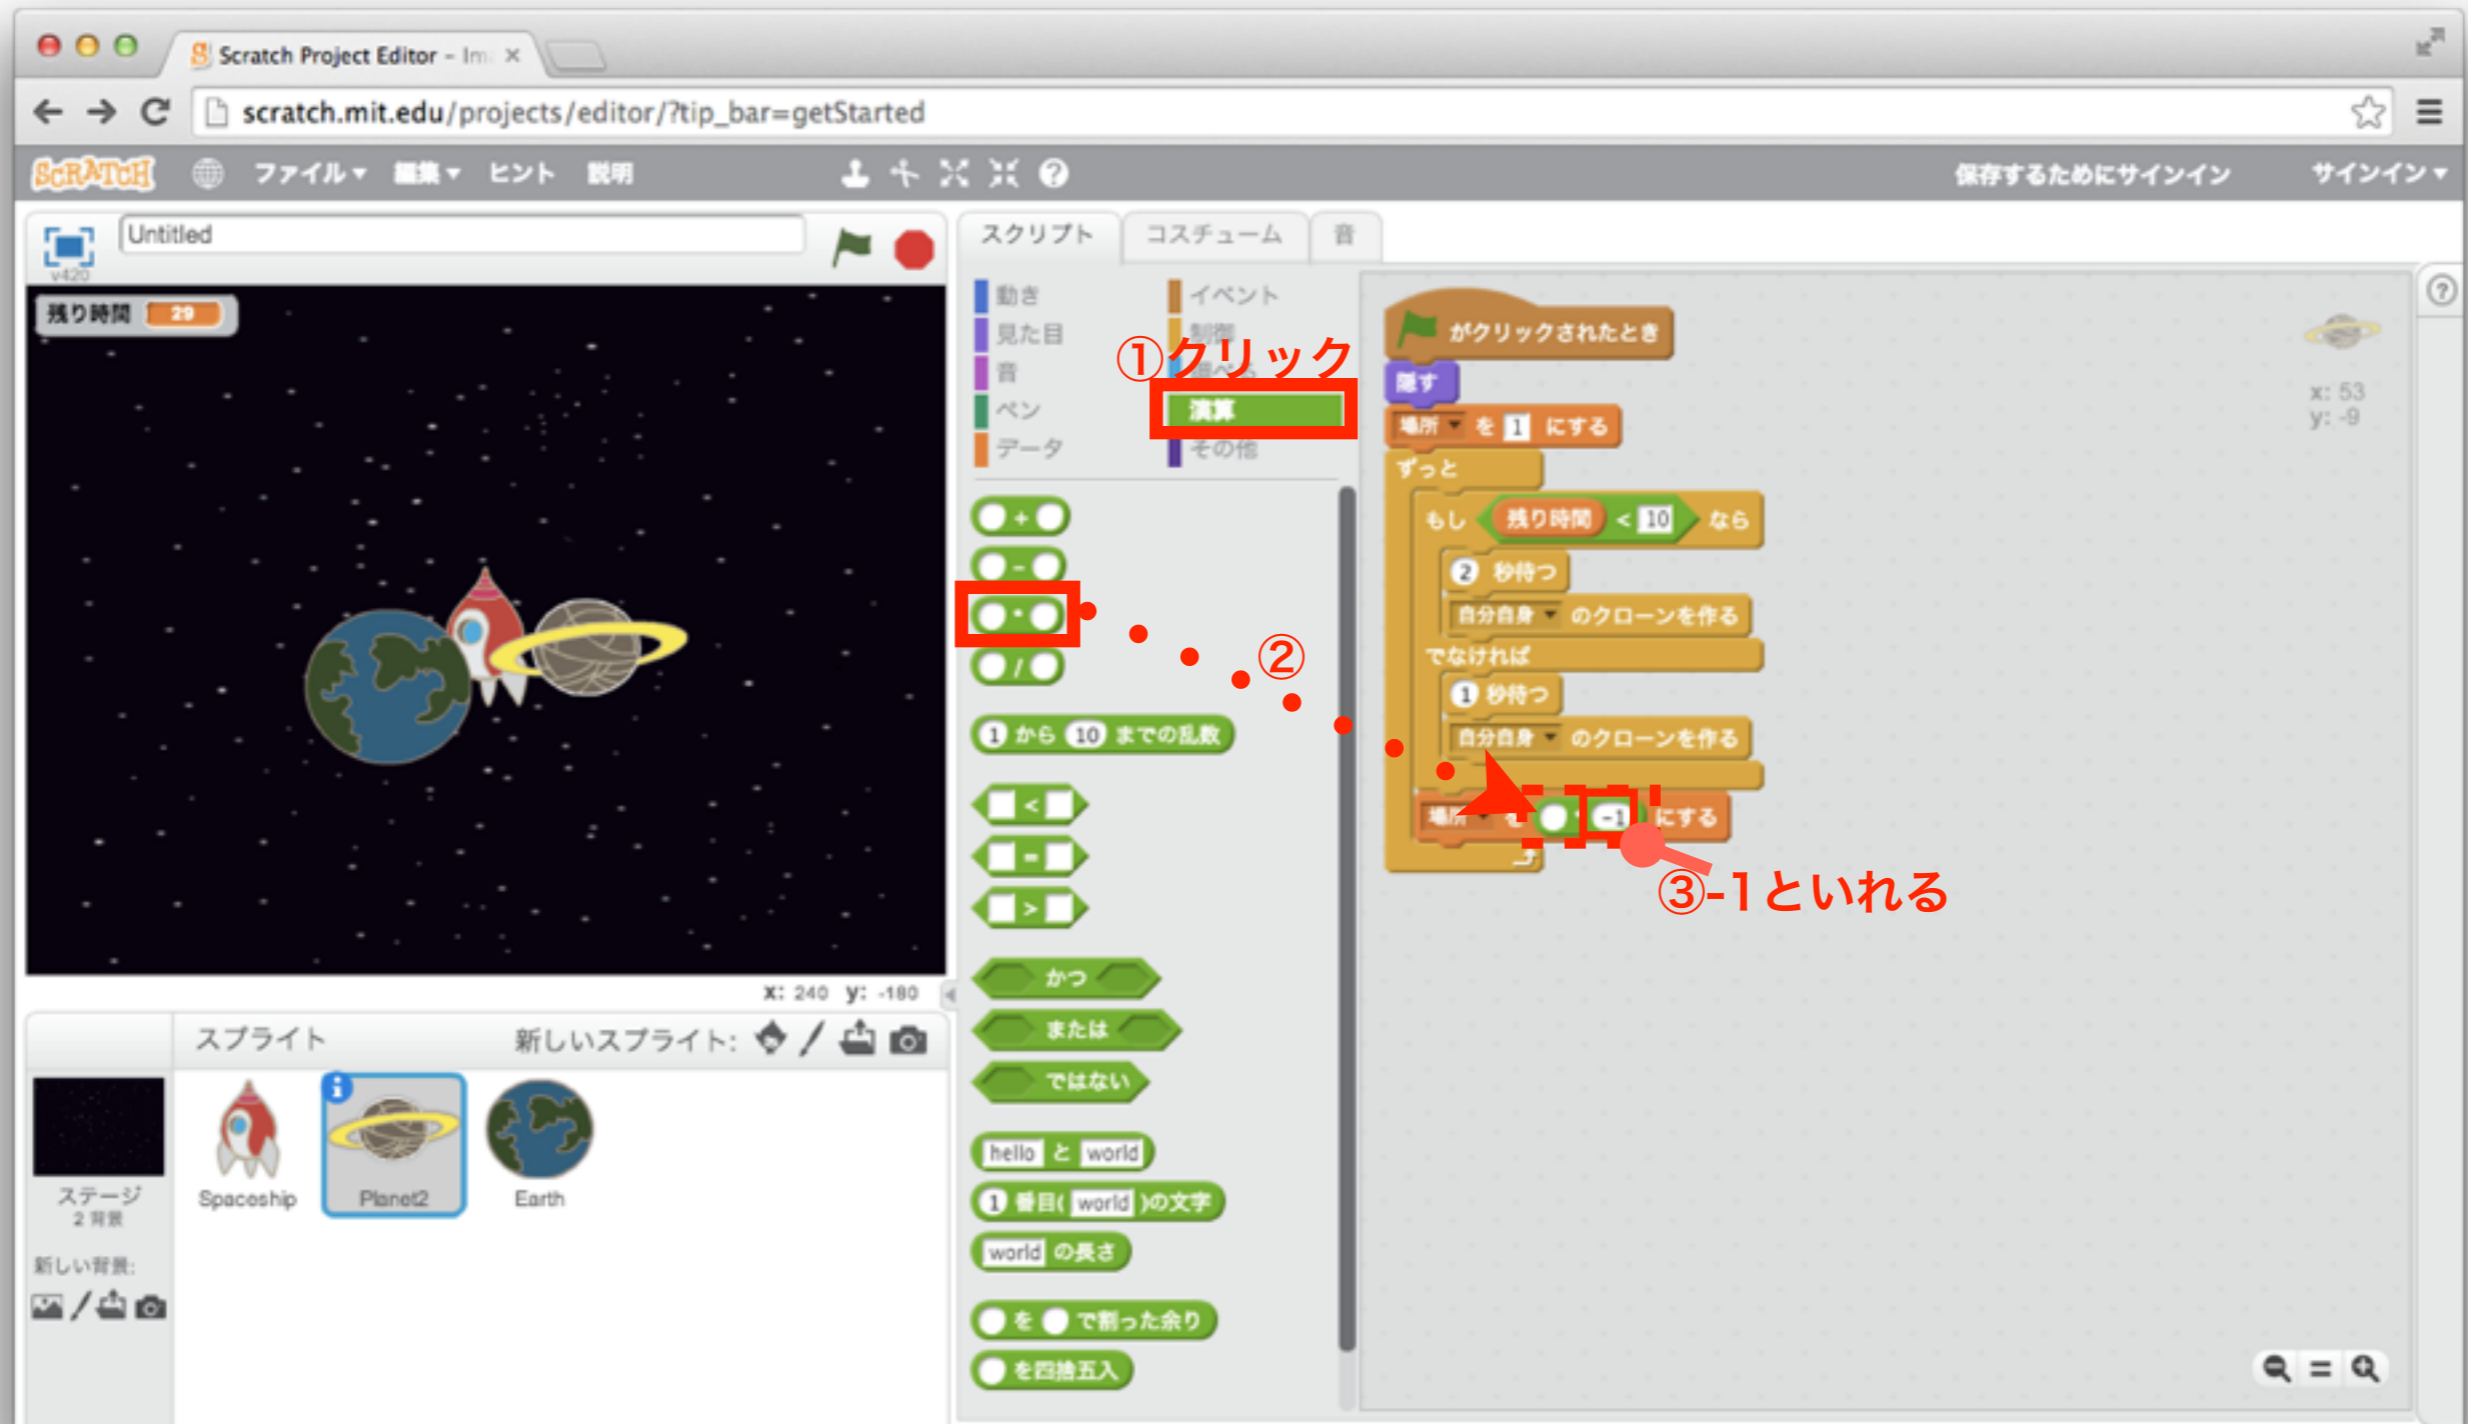 Scratch Project Editor - Im
scratch.mit.edu/projects/editor/?tip_bar=getStarted
SCRATCH ファイル 編集 ヒント 説明 保存するためにサインイン サインイン
v420
Untitled
残り時間 29
x: 240 y: -180
スプライト 新しいスプライト:
Spaceship
Planet2
Earth
ステージ
2 背景
新しい背景:
スクリプト コスチューム 音
動き イベント
見た目 制御
①クリック
音 調べる
ペン 演算
データ その他
+
-
*
/
②
1 から 10 までの乱数
<
=
>
かつ
または
ではない
hello と world
1 番目( world )の文字
world の長さ
を で割った余り
を四捨五入
がクリックされたとき
隠す
場所 を 1 にする
ずっと
もし 残り時間 < 10 なら
2 秒待つ
自分自身 のクローンを作る
でなければ
1 秒待つ
自分自身 のクローンを作る
場所 を * -1 にする
③-1といれる
x: 53
y: -9